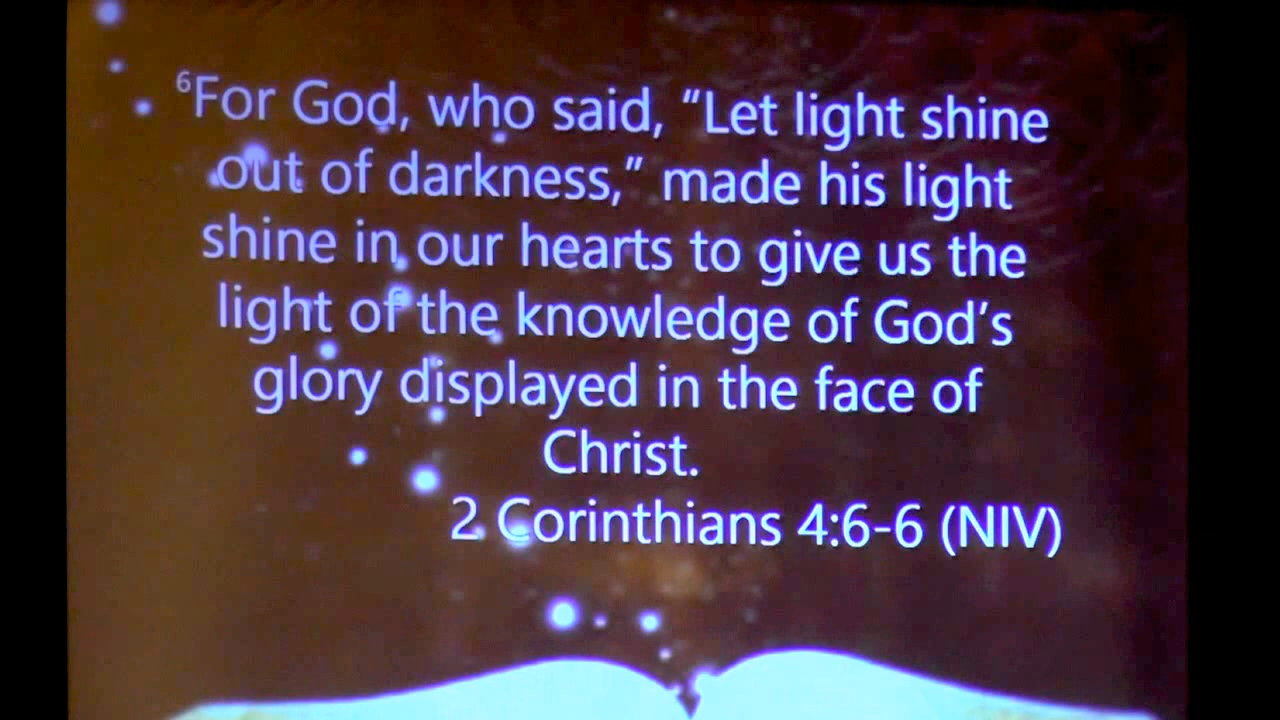 ⁶For God, who said, “Let light shine
out of darkness,” made his light
shine in our hearts to give us the
light of the knowledge of God’s
glory displayed in the face of
Christ.
2 Corinthians 4:6-6 (NIV)